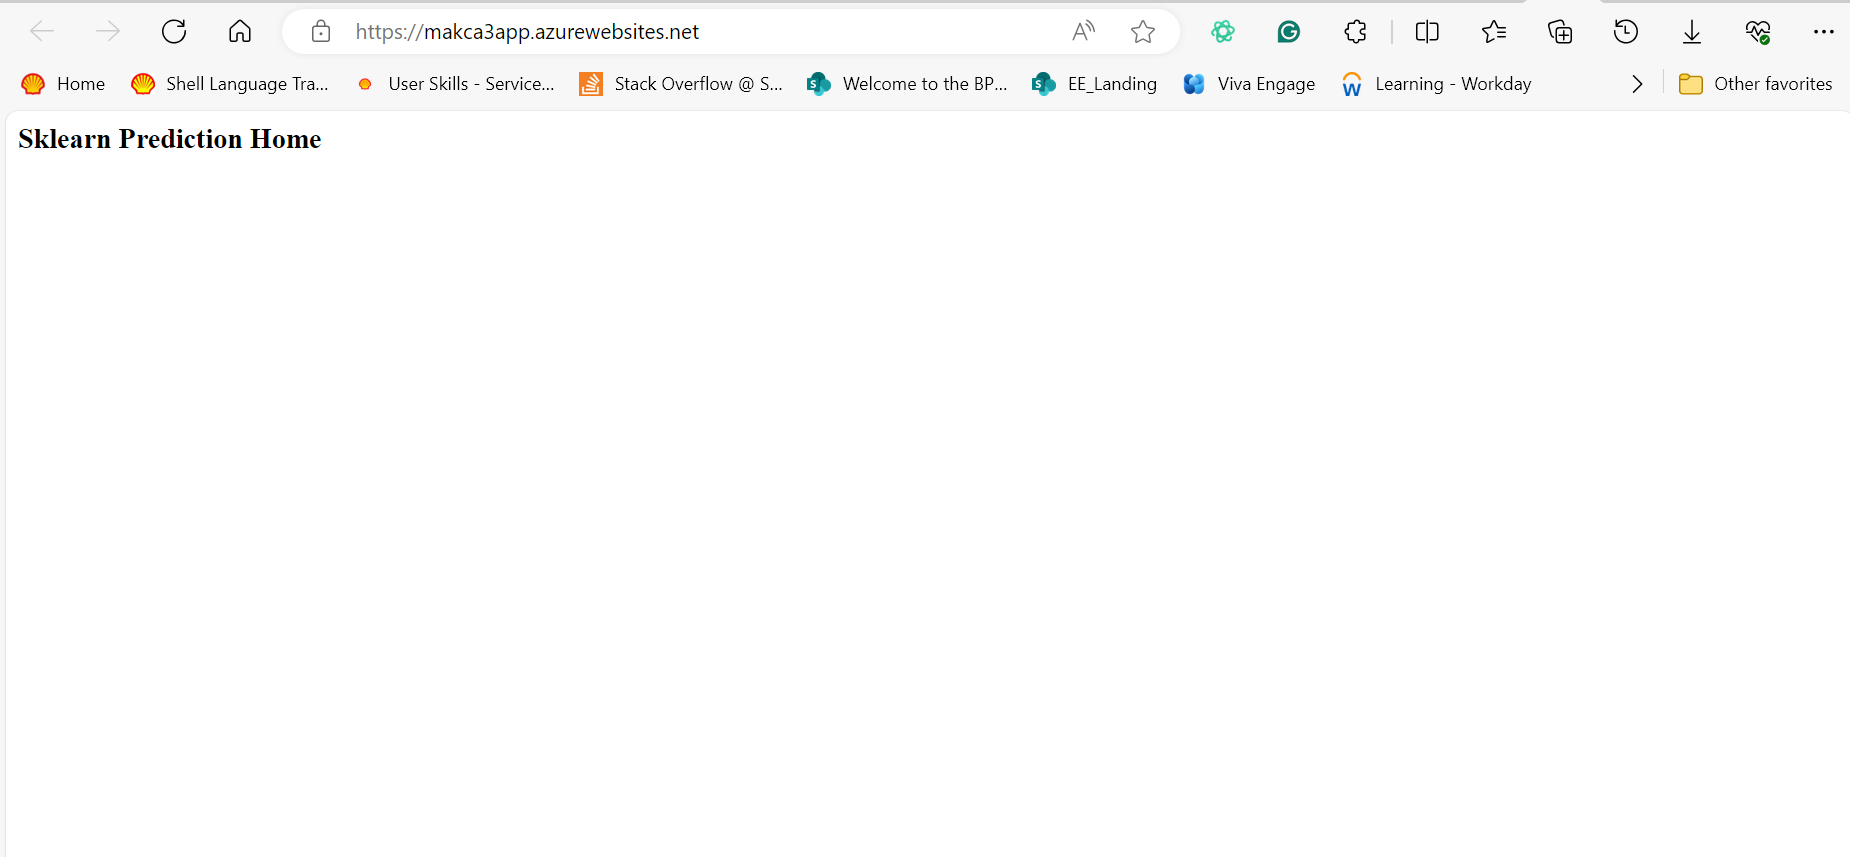 https://makca3app.azurewebsites.net
Home Shell Language Tra... User Skills - Service... Stack Overflow @ S... Welcome to the BP... EE_Landing Viva Engage Learning - Workday Other favorites
Sklearn Prediction Home